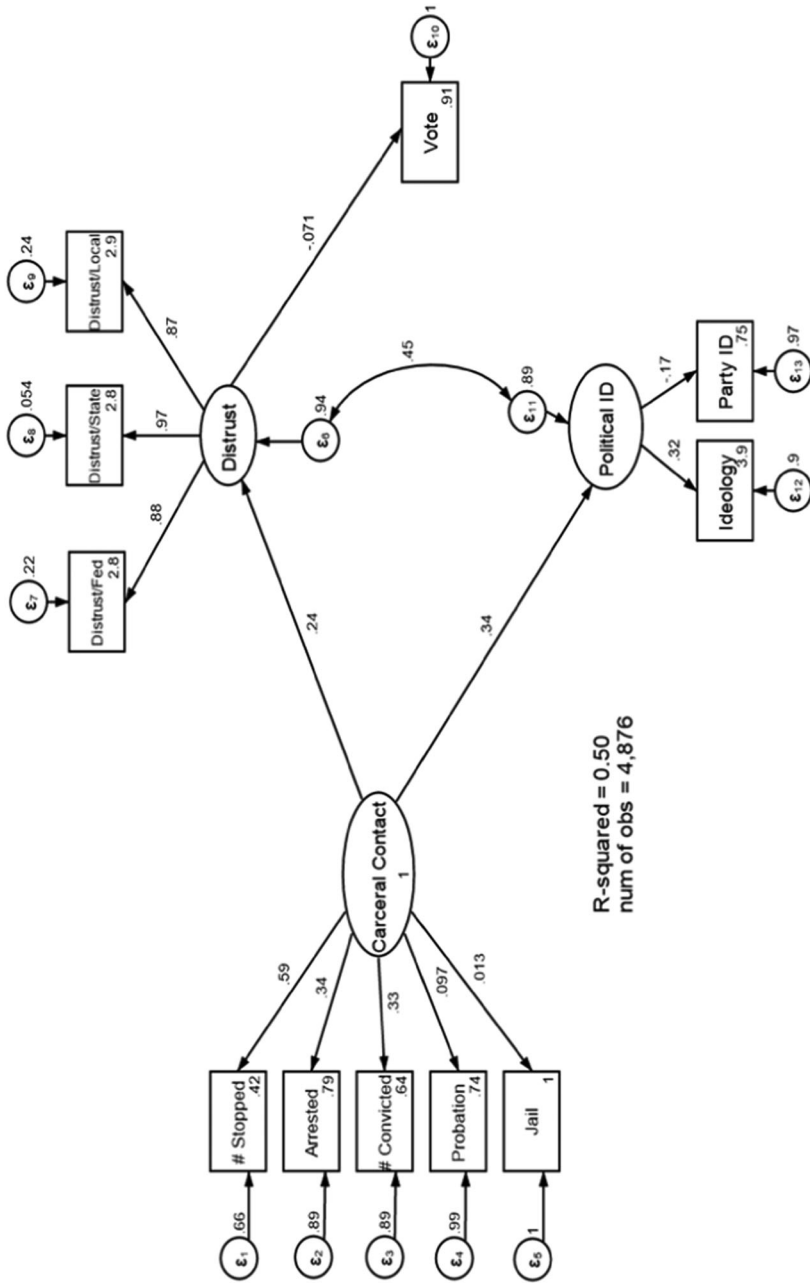 ε₁ .66
# Stopped
.42
.59
ε₂ .89
Arrested
.79
.34
ε₃ .89
# Convicted
.64
.33
ε₄ .99
Probation
.74
.097
ε₅ 1
Jail
1
.013
Carceral Contact
1
.24
.34
R-squared = 0.50
num of obs = 4,876
ε₇ .22
Distrust/Fed
2.8
.88
ε₈ .054
Distrust/State
2.8
.97
ε₉ .24
Distrust/Local
2.9
.87
Distrust
ε₆ .94
.45
ε₁₁ .89
Political ID
.32
-.17
Ideology
3.9
ε₁₂ .9
Party ID
.75
ε₁₃ .97
-.071
Vote
.91
ε₁₀ 1